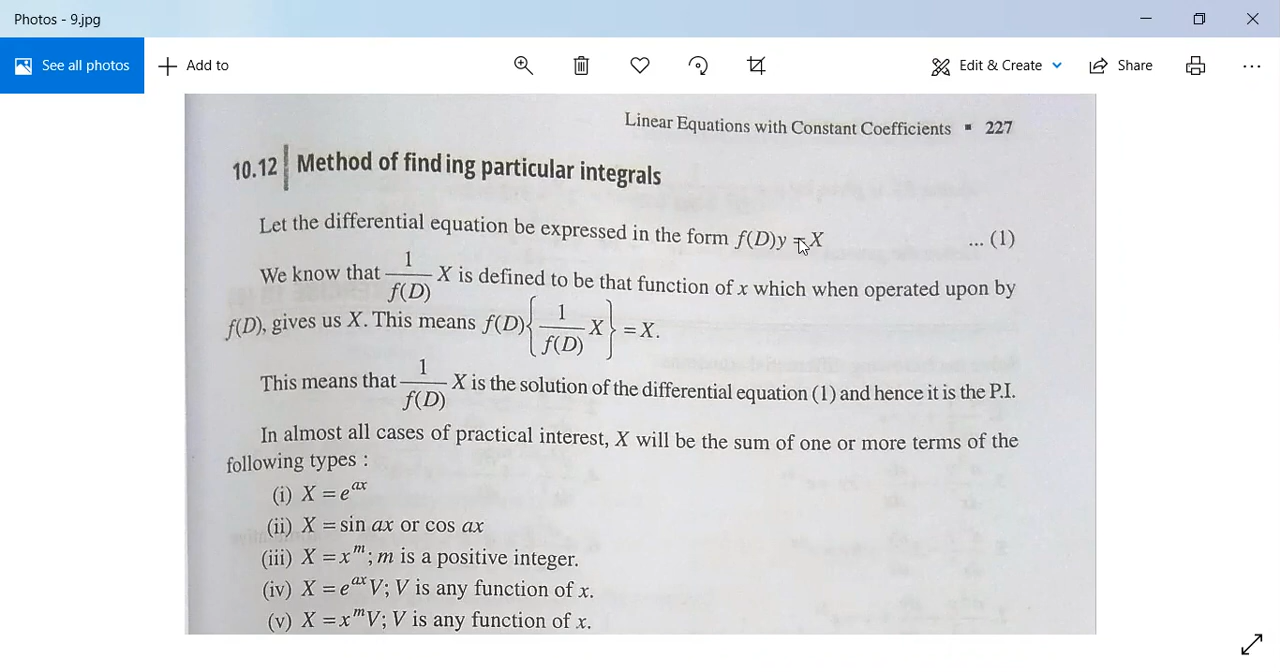 Photos - 9.jpg
See all photos
Add to
Edit & Create
Share
Linear Equations with Constant Coefficients ▪ 227
10.12 Method of finding particular integrals
Let the differential equation be expressed in the form f(D)y = X ... (1)
We know that 1/f(D) X is defined to be that function of x which when operated upon by
f(D), gives us X. This means f(D){1/f(D) X} = X.
This means that 1/f(D) X is the solution of the differential equation (1) and hence it is the P.I.
In almost all cases of practical interest, X will be the sum of one or more terms of the
following types :
(i) X = e^ax
(ii) X = sin ax or cos ax
(iii) X = x^m; m is a positive integer.
(iv) X = e^ax V; V is any function of x.
(v) X = x^m V; V is any function of x.